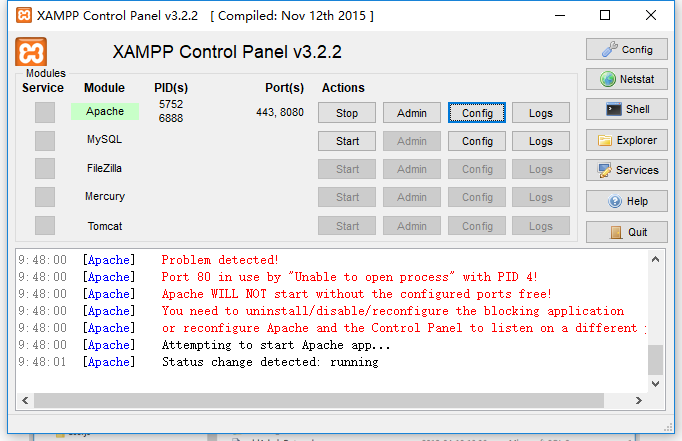 XAMPP Control Panel v3.2.2 [ Compiled: Nov 12th 2015 ]
XAMPP Control Panel v3.2.2
Config
Modules
Service Module PID(s) Port(s) Actions
Netstat
Apache 5752 6888 443, 8080 Stop Admin Config Logs
Shell
MySQL Start Admin Config Logs
Explorer
FileZilla Start Admin Config Logs
Services
Mercury Start Admin Config Logs
Help
Tomcat Start Admin Config Logs
Quit
9:48:00 [Apache] Problem detected!
9:48:00 [Apache] Port 80 in use by "Unable to open process" with PID 4!
9:48:00 [Apache] Apache WILL NOT start without the configured ports free!
9:48:00 [Apache] You need to uninstall/disable/reconfigure the blocking application
9:48:00 [Apache] or reconfigure Apache and the Control Panel to listen on a different
9:48:00 [Apache] Attempting to start Apache app...
9:48:01 [Apache] Status change detected: running